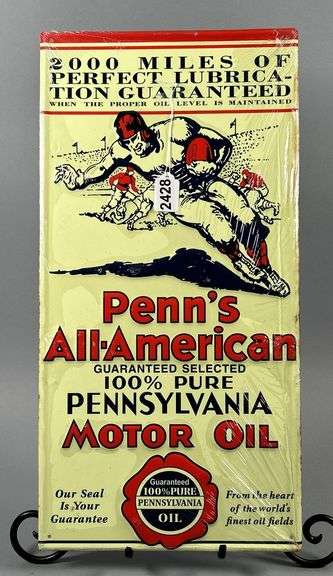 2000 MILES OF
PERFECT LUBRICA-
TION GUARANTEED
WHEN THE PROPER OIL LEVEL IS MAINTAINED
2428
Penn's
All-American
GUARANTEED SELECTED
100% PURE
PENNSYLVANIA
MOTOR OIL
Our Seal
Is Your
Guarantee
Guaranteed
100% PURE
PENNSYLVANIA
OIL
From the heart
of the world's
finest oil fields